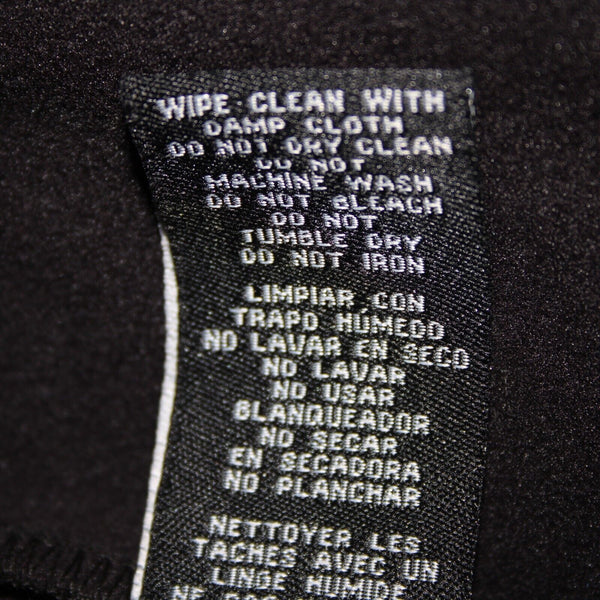 WIPE CLEAN WITH
DAMP CLOTH
DO NOT DRY CLEAN
DO NOT
MACHINE WASH
DO NOT BLEACH
DO NOT
TUMBLE DRY
DO NOT IRON
LIMPIAR CON
TRAPO HUMEDO
NO LAVAR EN SECO
NO LAVAR
NO USAR
BLANQUEADOR
NO SECAR
EN SECADORA
NO PLANCHAR
NETTOYER LES
TACHES AVEC UN
LINGE HUMIDE
NE PAS